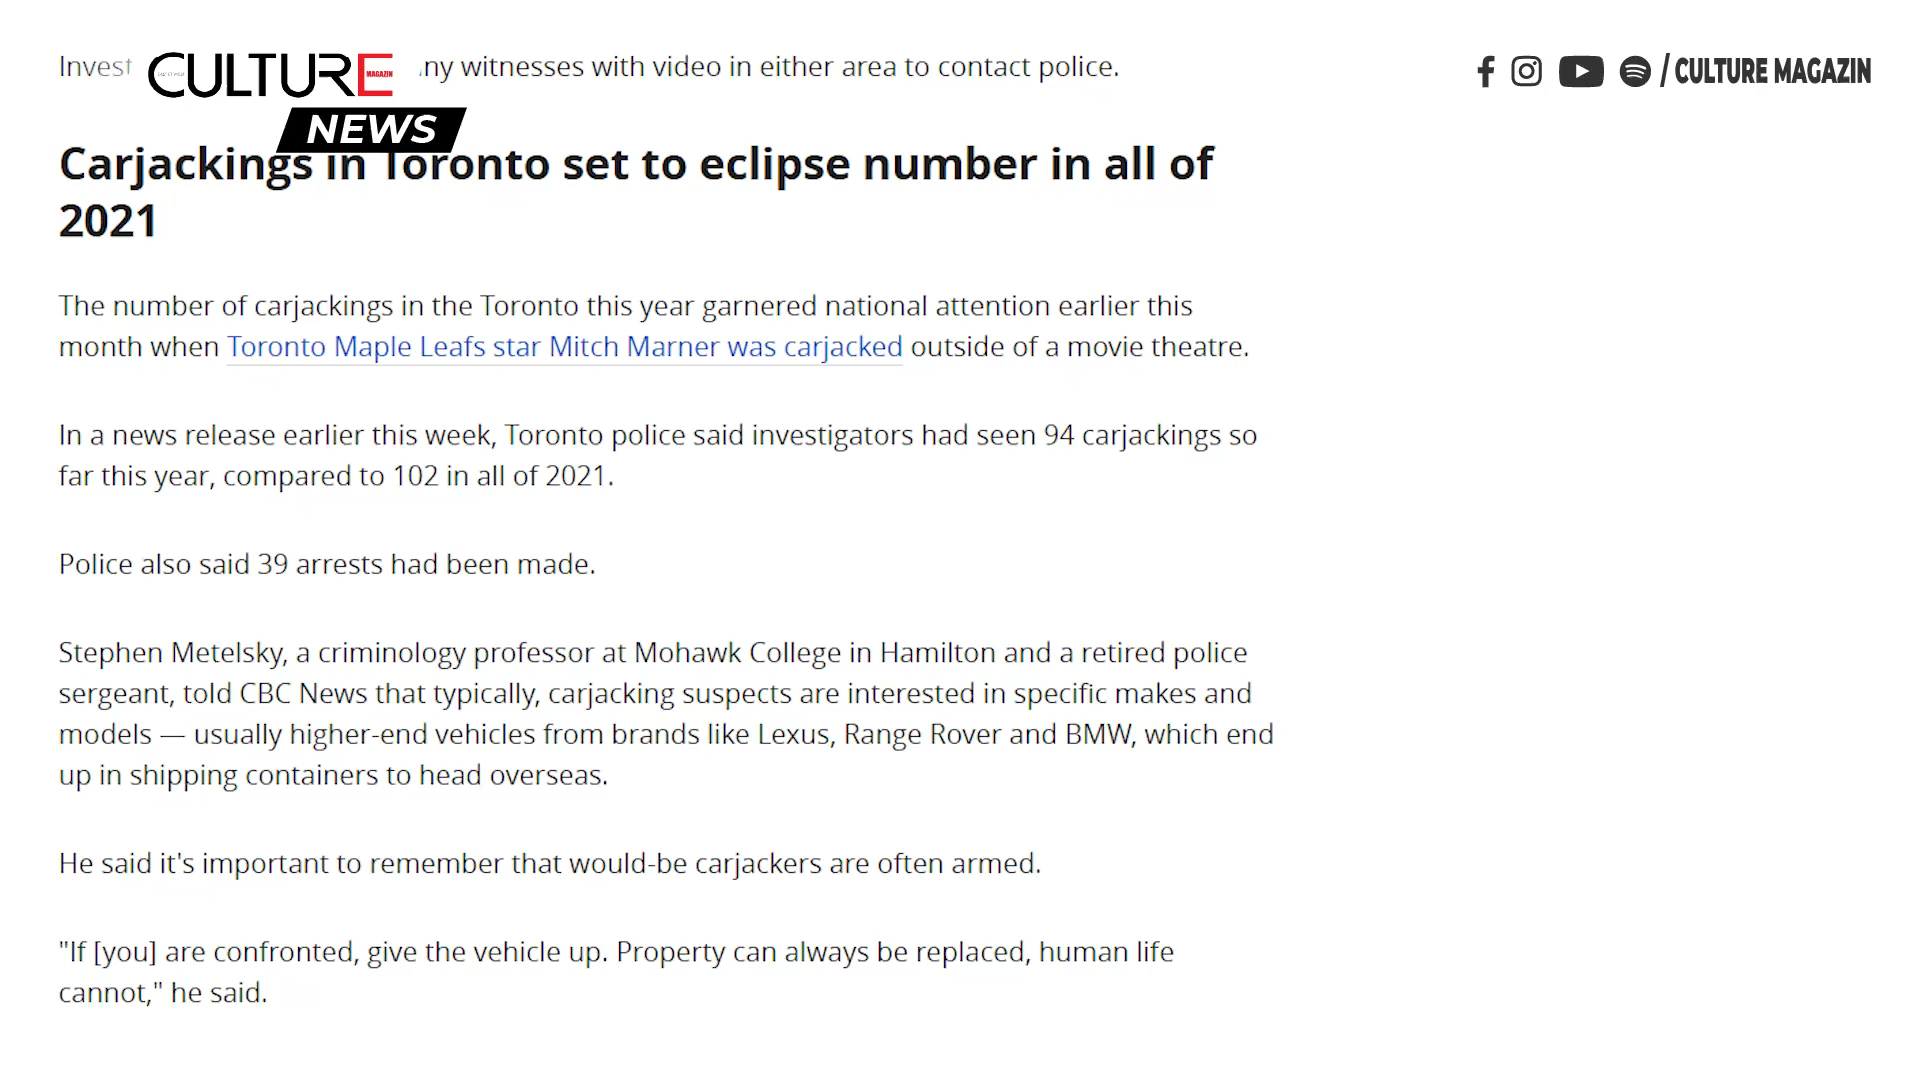 Invest
ny witnesses with video in either area to contact police.
CULTURE
MAGAZIN
NEWS
/ CULTURE MAGAZIN
Carjackings in Toronto set to eclipse number in all of
2021
The number of carjackings in the Toronto this year garnered national attention earlier this
month when Toronto Maple Leafs star Mitch Marner was carjacked outside of a movie theatre.
In a news release earlier this week, Toronto police said investigators had seen 94 carjackings so
far this year, compared to 102 in all of 2021.
Police also said 39 arrests had been made.
Stephen Metelsky, a criminology professor at Mohawk College in Hamilton and a retired police
sergeant, told CBC News that typically, carjacking suspects are interested in specific makes and
models — usually higher-end vehicles from brands like Lexus, Range Rover and BMW, which end
up in shipping containers to head overseas.
He said it's important to remember that would-be carjackers are often armed.
"If [you] are confronted, give the vehicle up. Property can always be replaced, human life
cannot," he said.